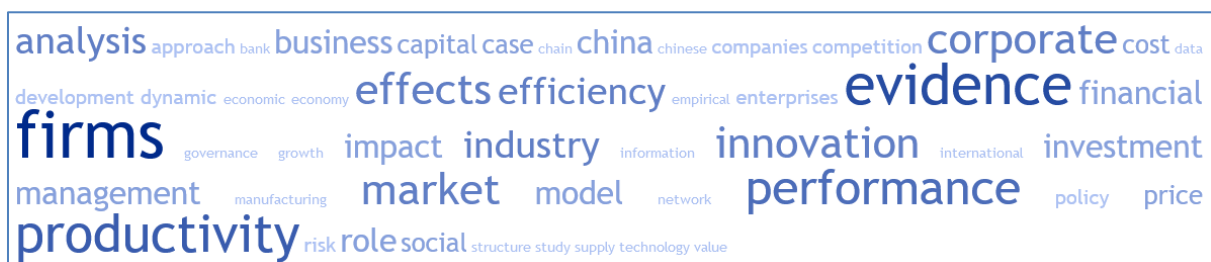 analysis approach bank business capital case chain china chinese companies competition corporate cost data
development dynamic economic economy effects efficiency empirical enterprises evidence financial
firms governance growth impact industry information innovation international investment
management manufacturing market model network performance policy price
productivity risk role social structure study supply technology value